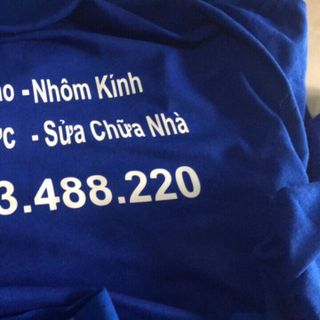 - Nhôm Kính
- Sửa Chữa Nhà
3.488.220